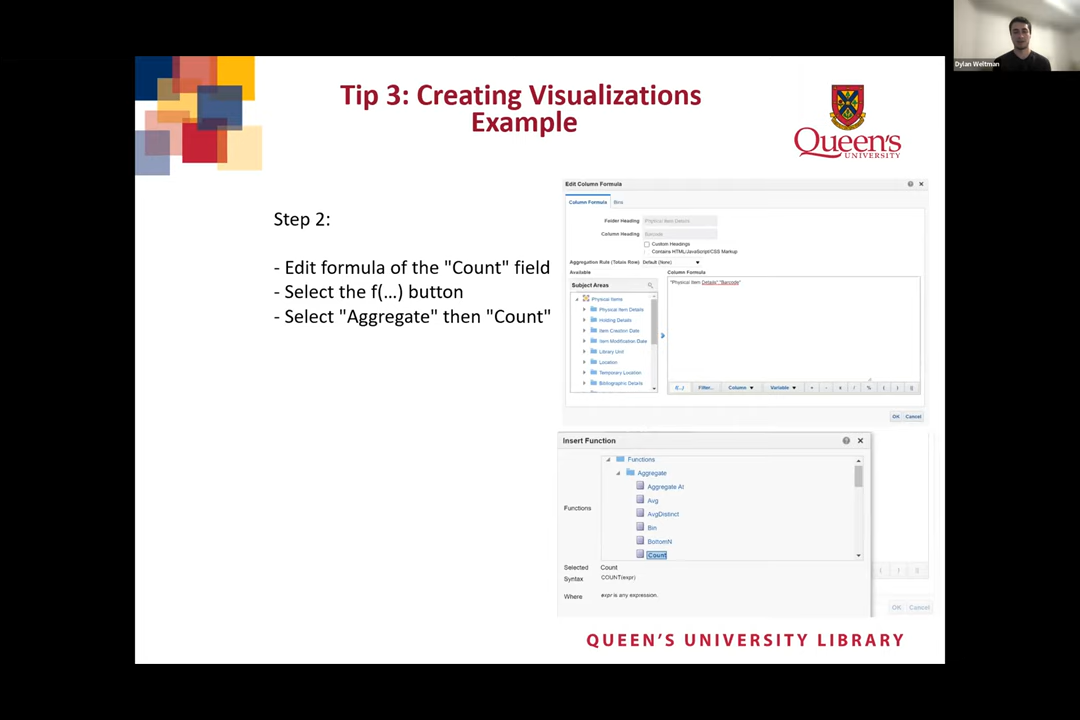 Dylan Weltman
Tip 3: Creating Visualizations
Example
Queen's
UNIVERSITY
Step 2:
- Edit formula of the "Count" field
- Select the f(...) button
- Select "Aggregate" then "Count"
Edit Column Formula
Column Formula Bins
Folder Heading Physical Item Details
Column Heading Barcode
Custom Headings
Contains HTML/JavaScript/CSS Markup
Aggregation Rule (Totals Row) Default (None)
Available
Column Formula
Subject Areas
"Physical Item Details"."Barcode"
Physical Items
Physical Item Details
Holding Details
Item Creation Date
Item Modification Date
Library Unit
Location
Temporary Location
Bibliographic Details
f(...) Filter... Column Variable + - x / % ( ) ||
OK Cancel
Insert Function
Functions
Functions
Aggregate
Aggregate At
Avg
AvgDistinct
Bin
BottomN
Count
Selected Count
Syntax COUNT(expr)
Where expr is any expression.
( ) ||
OK Cancel
QUEEN'S UNIVERSITY LIBRARY